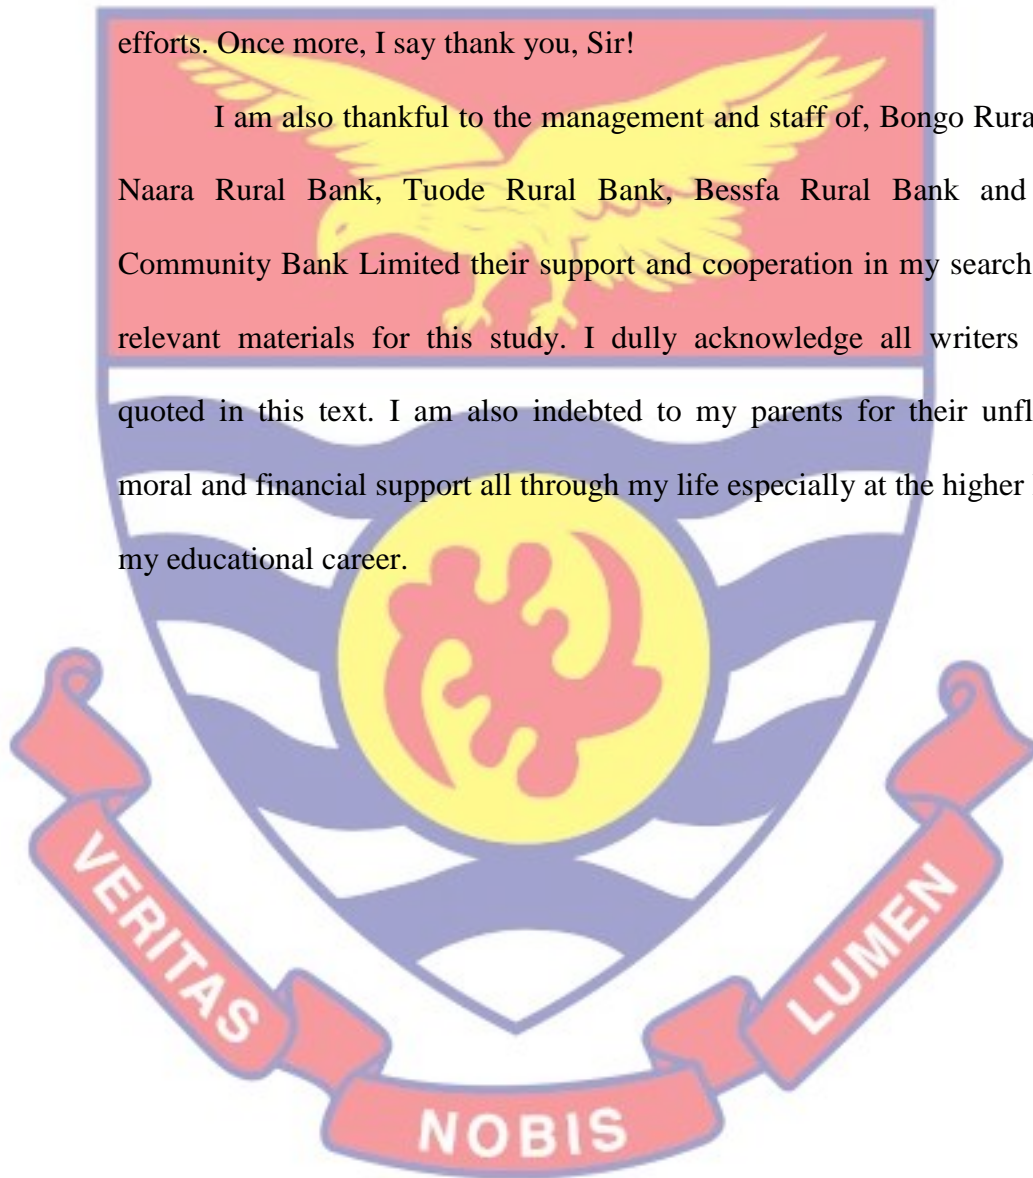 efforts. Once more, I say thank you, Sir!
I am also thankful to the management and staff of, Bongo Rura
Naara Rural Bank, Tuode Rural Bank, Bessfa Rural Bank and
Community Bank Limited their support and cooperation in my search
relevant materials for this study. I dully acknowledge all writers
quoted in this text. I am also indebted to my parents for their unfl
moral and financial support all through my life especially at the higher
my educational career.
VERITAS
NOBIS
LUMEN